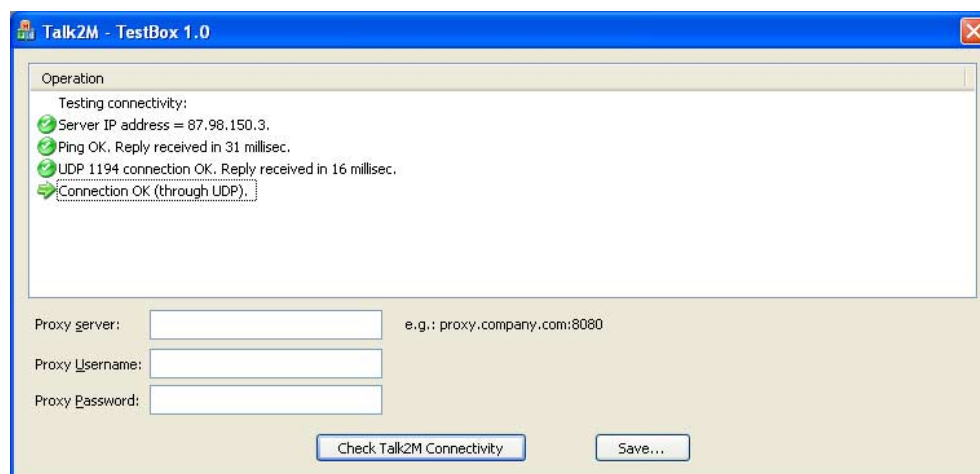 Talk2M - TestBox 1.0
Operation
Testing connectivity:
Server IP address = 87.98.150.3.
Ping OK. Reply received in 31 millisec.
UDP 1194 connection OK. Reply received in 16 millisec.
Connection OK (through UDP).
Proxy server: e.g.: proxy.company.com:8080
Proxy Username:
Proxy Password:
Check Talk2M Connectivity Save...